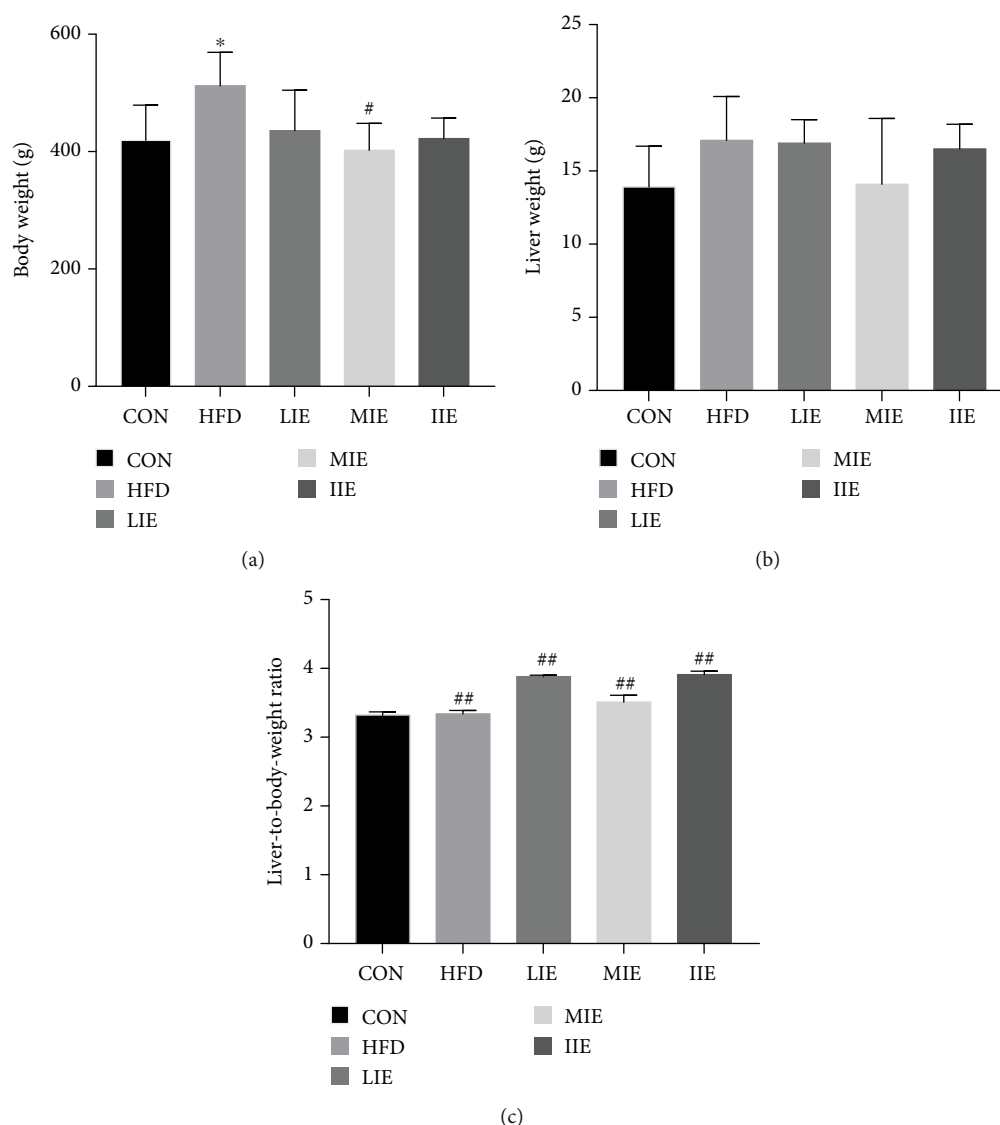 600
400
200
0
Body weight (g)
*
#
CON HFD LIE MIE IIE
CON
HFD
LIE
MIE
IIE
(a)
25
20
15
10
5
0
Liver weight (g)
CON HFD LIE MIE IIE
CON
HFD
LIE
MIE
IIE
(b)
5
4
3
2
1
0
Liver-to-body-weight ratio
##
##
##
##
CON HFD LIE MIE IIE
CON
HFD
LIE
MIE
IIE
(c)